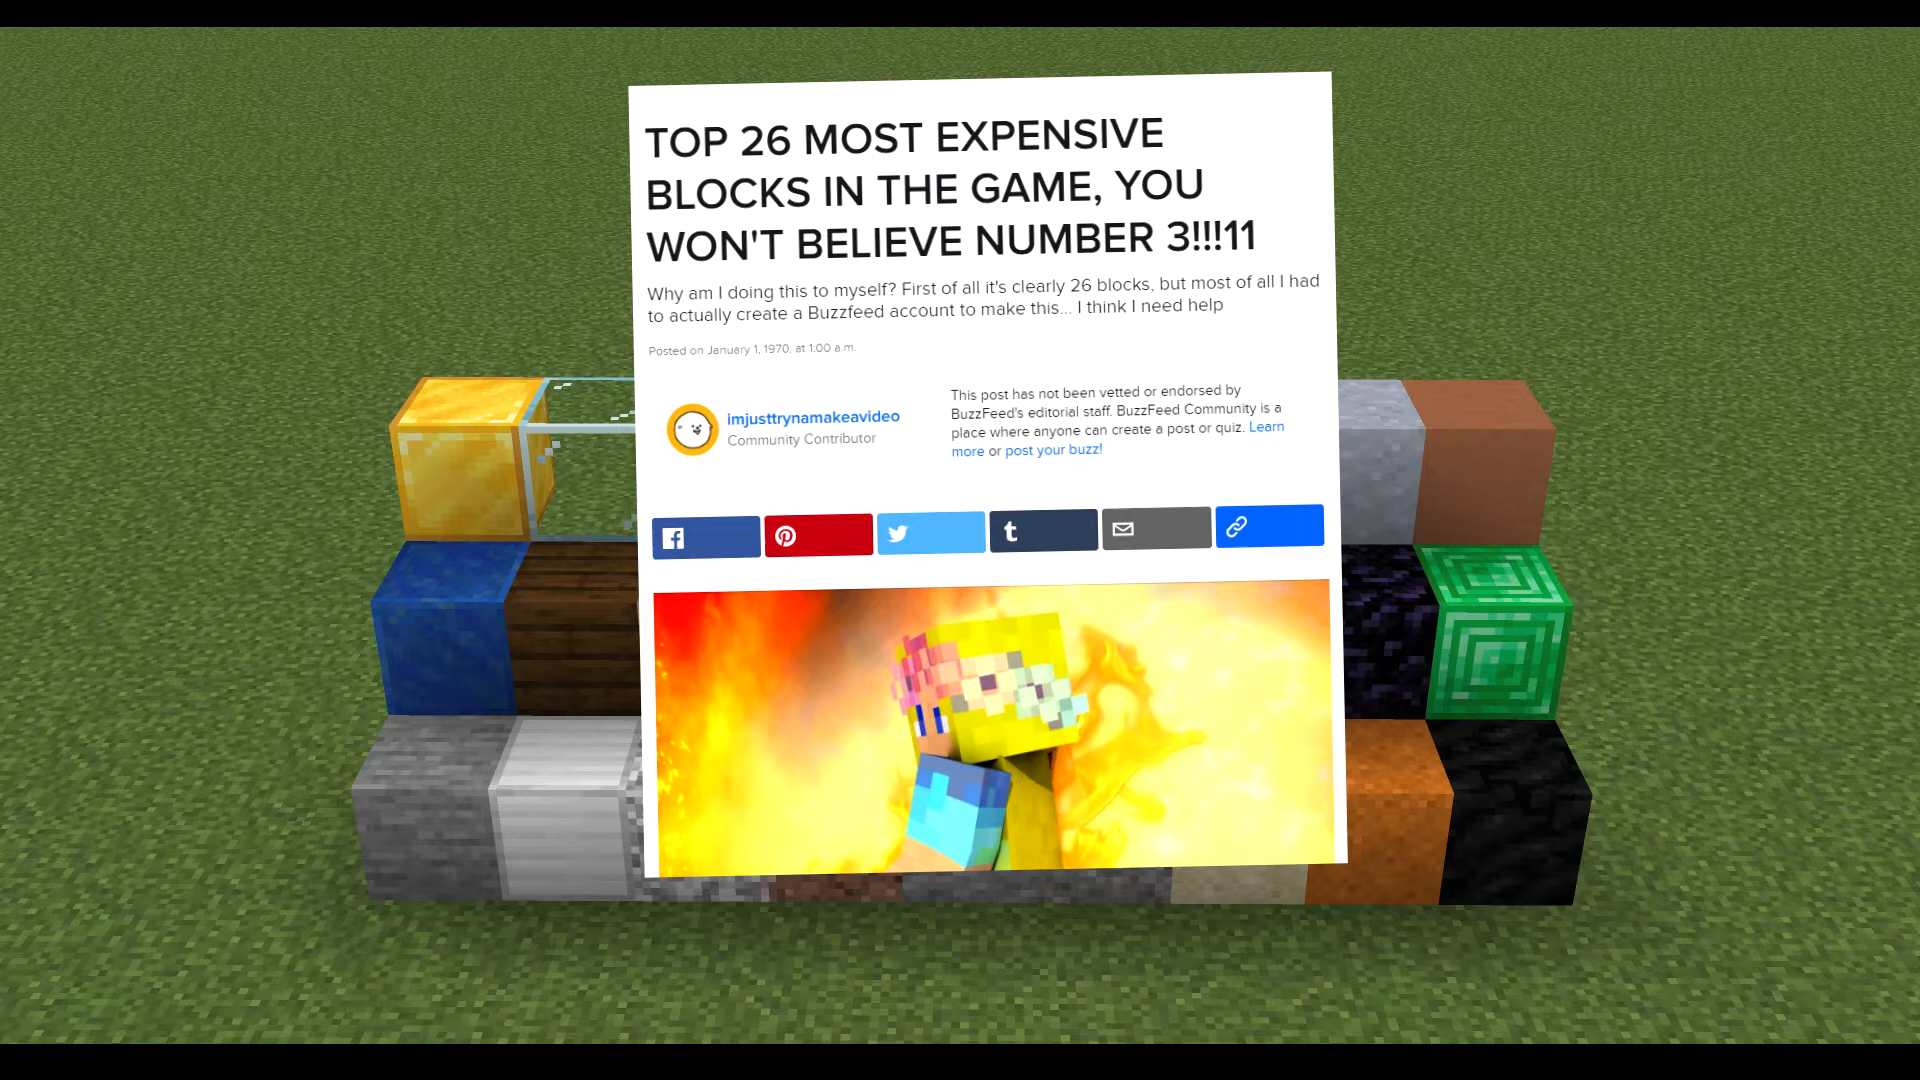 TOP 26 MOST EXPENSIVE
BLOCKS IN THE GAME, YOU
WON'T BELIEVE NUMBER 3!!!11
Why am I doing this to myself? First of all it's clearly 26 blocks, but most of all I had
to actually create a Buzzfeed account to make this... I think I need help
Posted on January 1, 1970, at 1:00 a.m.
imjusttrynamakeavideo
Community Contributor
This post has not been vetted or endorsed by
BuzzFeed's editorial staff. BuzzFeed Community is a
place where anyone can create a post or quiz. Learn
more or post your buzz!